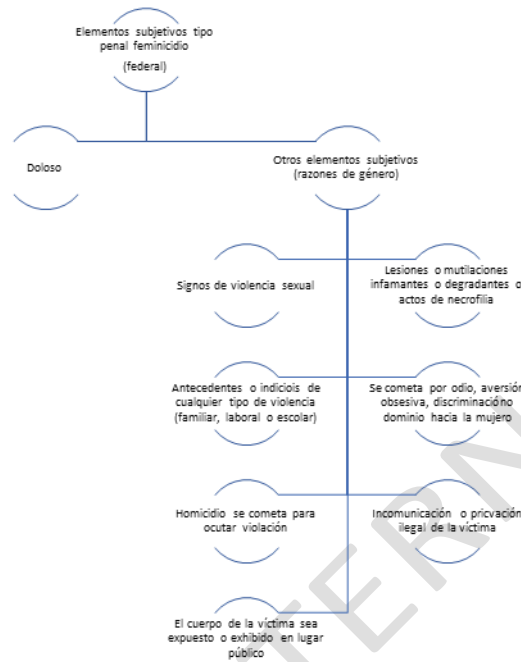 Elementos subjetivos tipo
penal feminicidio
(federal)
Doloso
Otros elementos subjetivos
(razones de género)
Signos de violencia sexual
Lesiones o mutilaciones
infamantes o degradantes o
actos de necrofilia
Antecedentes o indiciois de
cualquier tipo de violencia
(familiar, laboral o escolar)
Se cometa por odio, aversión
obsesiva, discriminacióno
dominio hacia la mujero
Homicidio se cometa para
ocutar violación
Incomunicación o pricvación
ilegal de la víctima
El cuerpo de la víctima sea
expuesto o exhibido en lugar
público
TERN